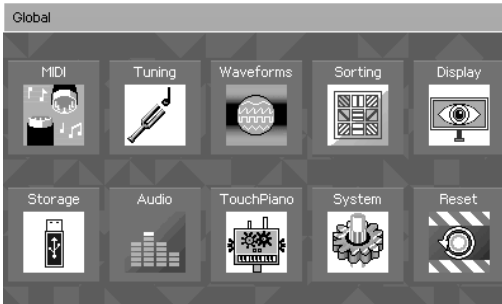 Global
MIDI Tuning Waveforms Sorting Display
Storage Audio TouchPiano System Reset